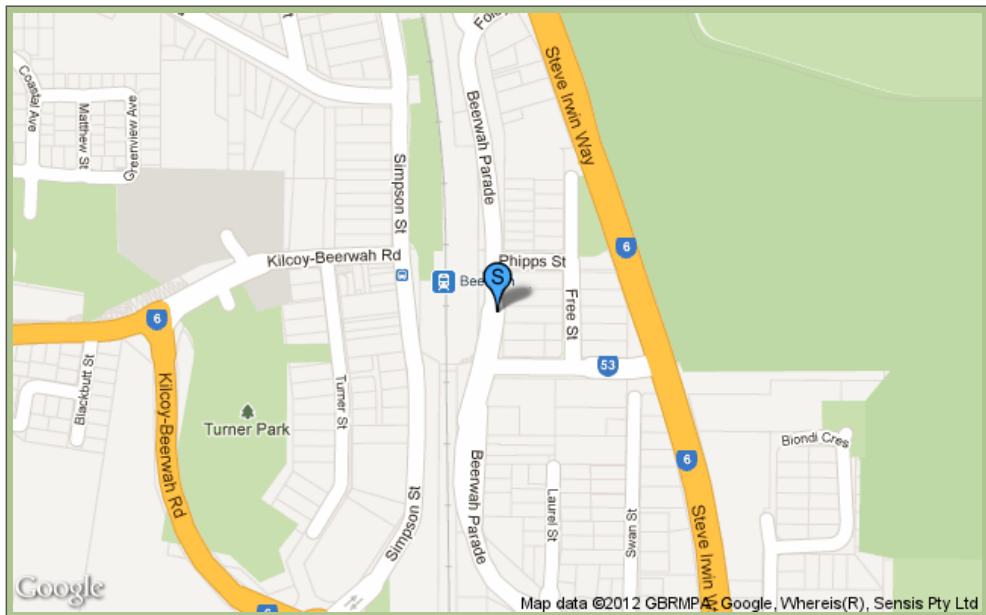 Foley
Steve Irwin Way
Coastal Ave
Matthew St
Greenview Ave
Beerwah Parade
Simpson St
6
Kilcoy-Beerwah Rd
Phipps St
S
Free St
6
53
Blackbutt St
Turner St
Kilcoy-Beerwah Rd
Turner Park
Biondi Cres
6
Beerwah Parade
Laurel St
Swan St
Simpson St
Steve Irwin
Google
6
Map data ©2012 GBRMPA, Google, Whereis(R), Sensis Pty Ltd